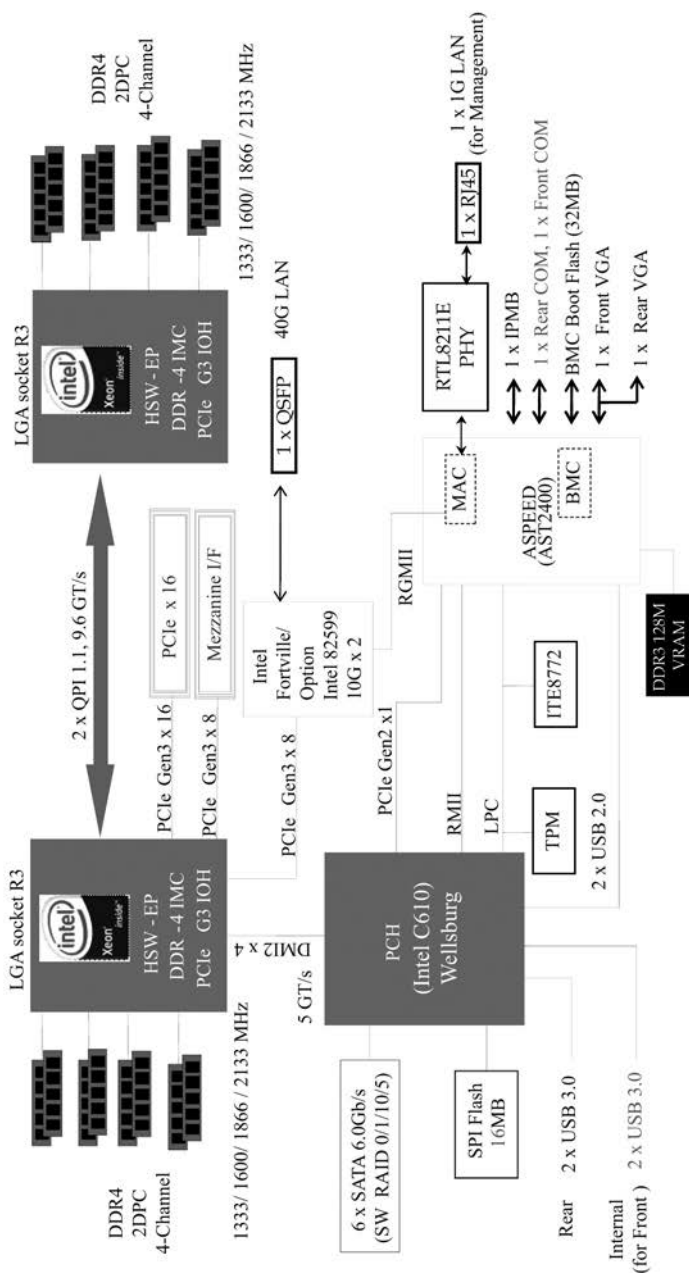 LGA socket R3
intel
Xeon
inside™
HSW - EP
DDR -4 IMC
PCIe G3 IOH
DDR4
2DPC
4-Channel
1333/ 1600/ 1866 / 2133 MHz
2 x QPI 1.1, 9.6 GT/s
LGA socket R3
intel
Xeon
inside™
HSW - EP
DDR -4 IMC
PCIe G3 IOH
DDR4
2DPC
4-Channel
1333/ 1600/ 1866 / 2133 MHz
PCIe Gen3 x 16
PCIe x 16
PCIe Gen3 x 8
Mezzanine I/F
PCIe Gen3 x 8
Intel
Fortville/
Option
Intel 82599
10G x 2
1 x QSFP
40G LAN
DMI2 x 4
5 GT/s
PCH
(Intel C610)
Wellsburg
6 x SATA 6.0Gb/s
(SW RAID 0/1/10/5)
SPI Flash
16MB
Rear 2 x USB 3.0
Internal
(for Front ) 2 x USB 3.0
PCIe Gen2 x1
RMII
LPC
TPM
ITE8772
2 x USB 2.0
RGMII
MAC
BMC
ASPEED
(AST2400)
DDR3 128M
VRAM
RTL8211E
PHY
1 x RJ45
1 x 1G LAN
(for Management)
1 x IPMB
1 x Rear COM, 1 x Front COM
BMC Boot Flash (32MB)
1 x Front VGA
1 x Rear VGA